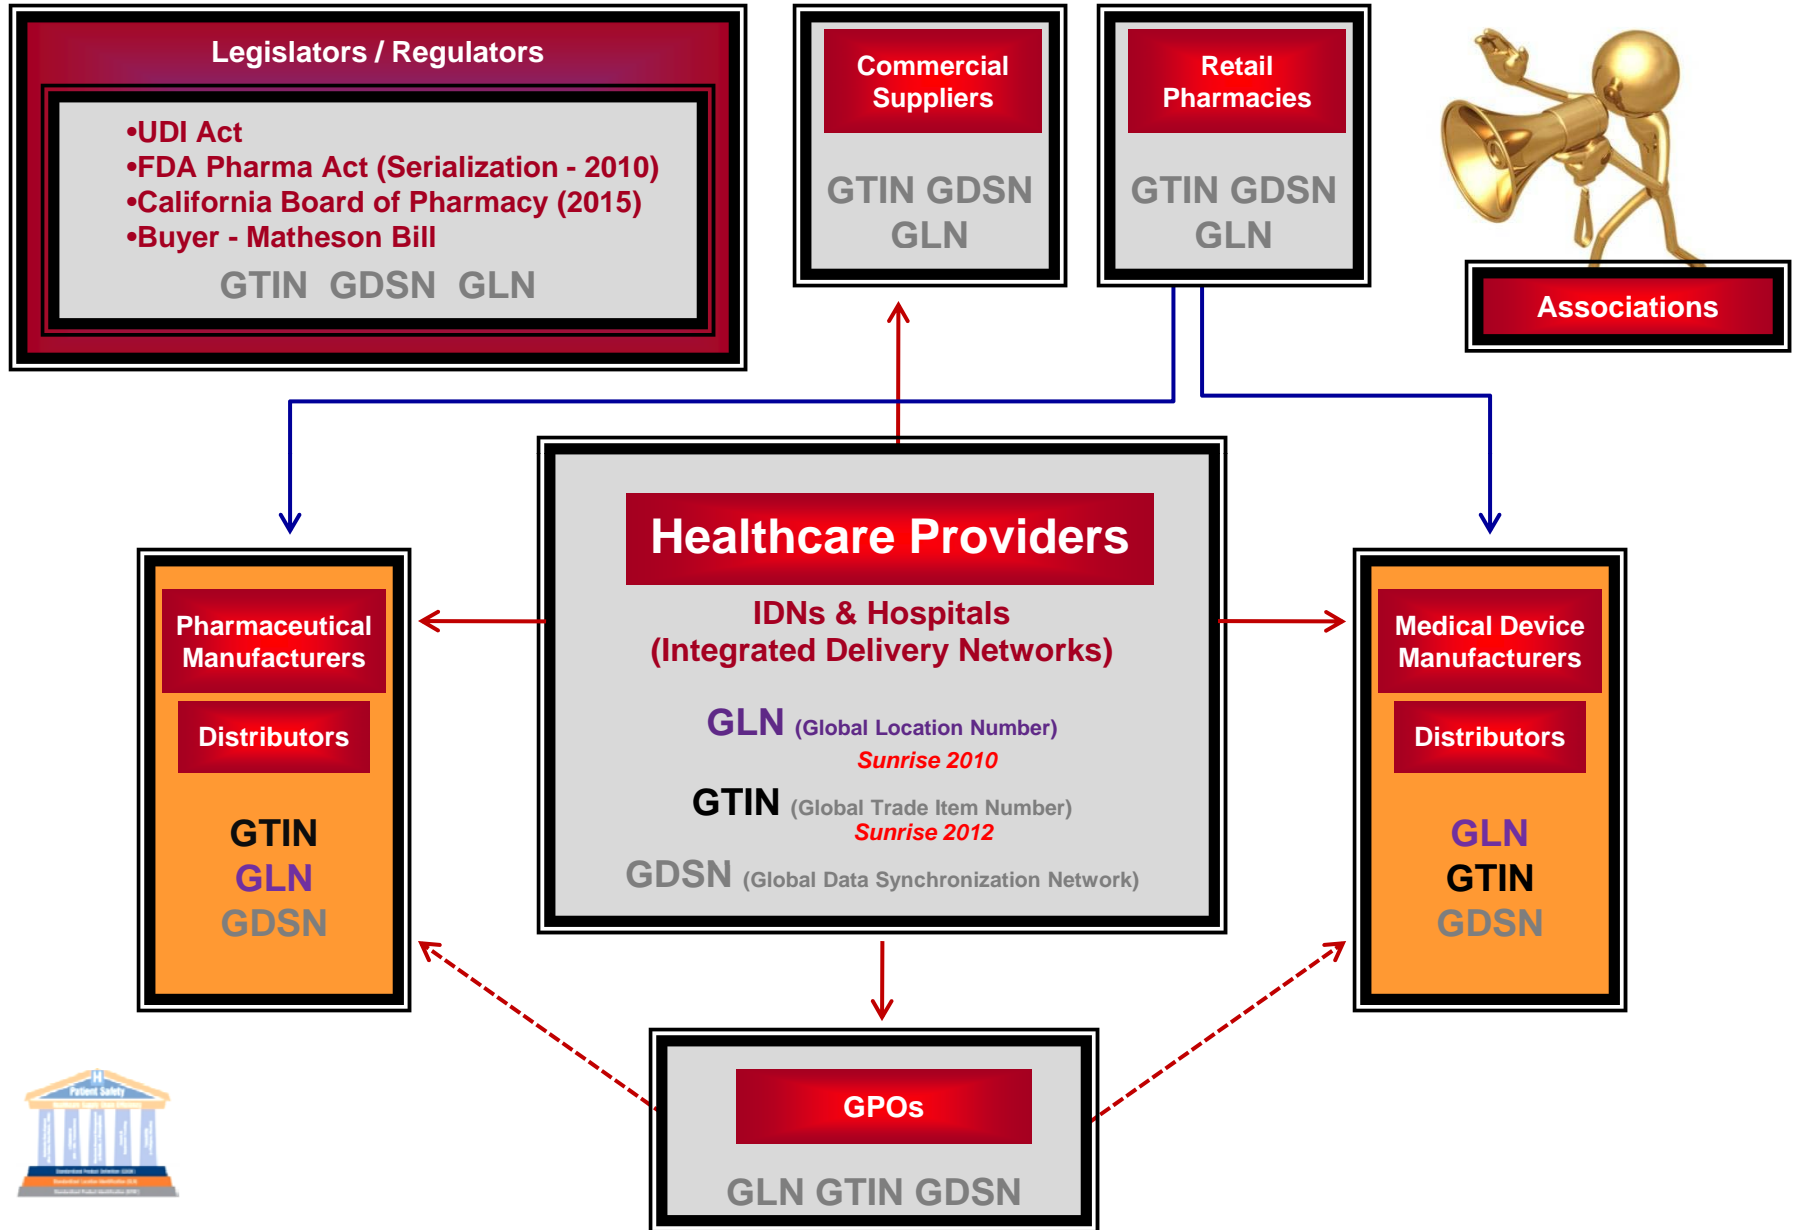 Legislators / Regulators
•UDI Act
•FDA Pharma Act (Serialization - 2010)
•California Board of Pharmacy (2015)
•Buyer - Matheson Bill
GTIN GDSN GLN
Commercial
Suppliers
GTIN GDSN
GLN
Retail
Pharmacies
GTIN GDSN
GLN
Associations
Healthcare Providers
IDNs & Hospitals
(Integrated Delivery Networks)
GLN (Global Location Number)
Sunrise 2010
GTIN (Global Trade Item Number)
Sunrise 2012
GDSN (Global Data Synchronization Network)
Pharmaceutical
Manufacturers
Distributors
GTIN
GLN
GDSN
Medical Device
Manufacturers
Distributors
GLN
GTIN
GDSN
GPOs
GLN GTIN GDSN
H
Patient Safety